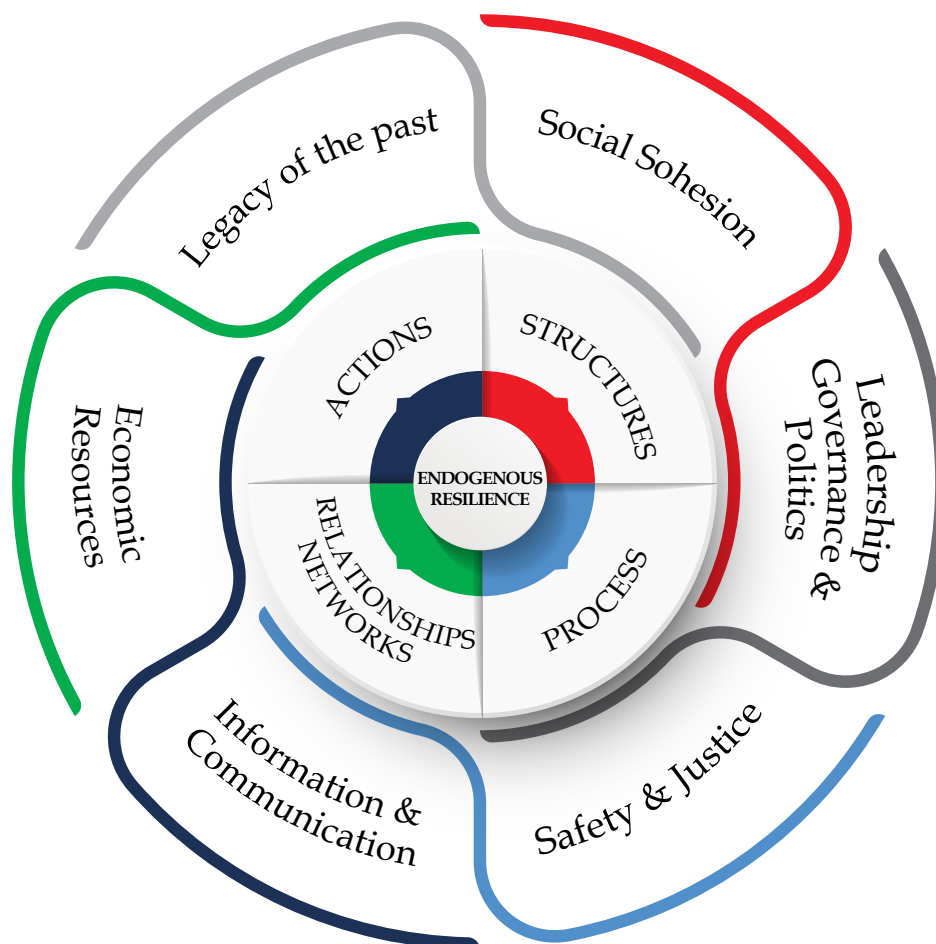 Legacy of the past
Social Sohesion
Leadership
Governance &
Politics
Safety & Justice
Information &
Communication
Economic
Resources
ACTIONS
STRUCTURES
PROCESS
RELATIONSHIPS
NETWORKS
ENDOGENOUS
RESILIENCE